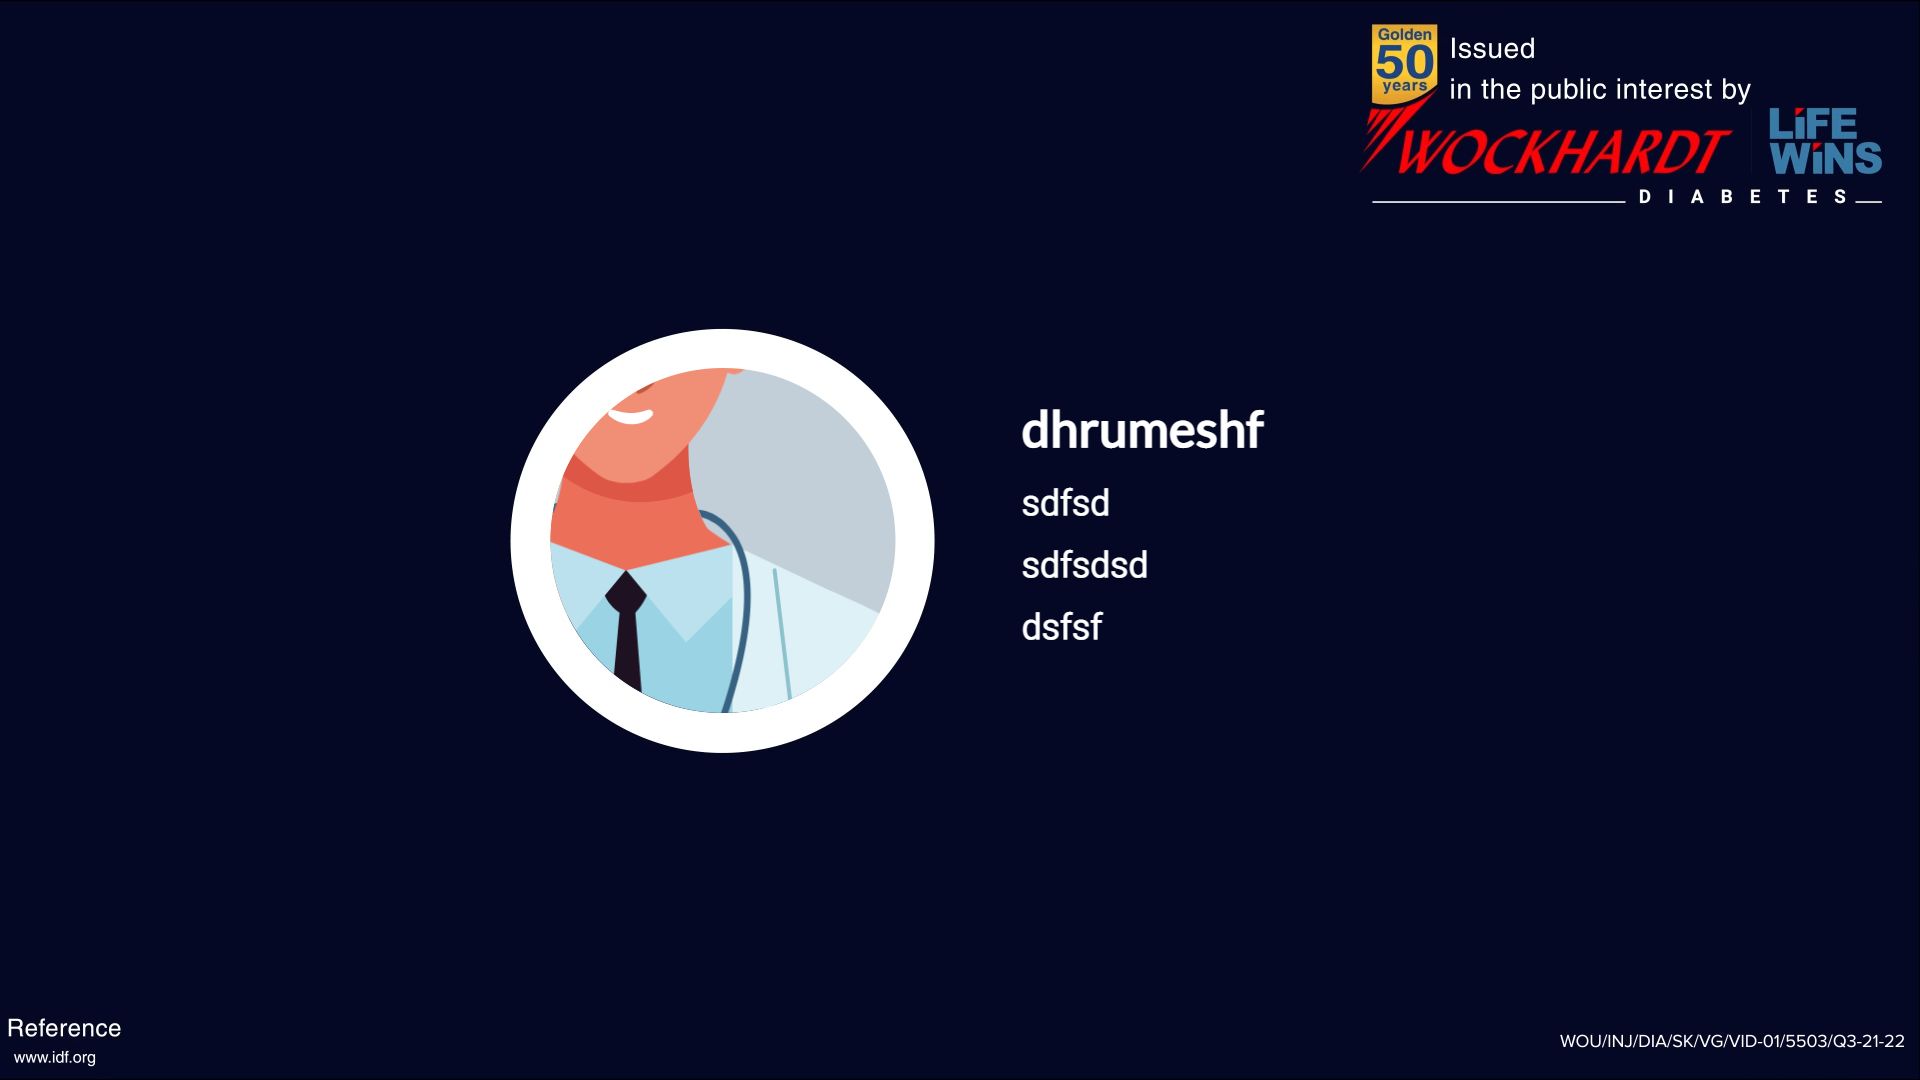 Golden
50
years
Issued
in the public interest by
WOCKHARDT
LiFE
WiNS
DIABETES
dhrumeshf
sdfsd
sdfsdsd
dsfsf
Reference
www.idf.org
WOU/INJ/DIA/SK/VG/VID-01/5503/Q3-21-22